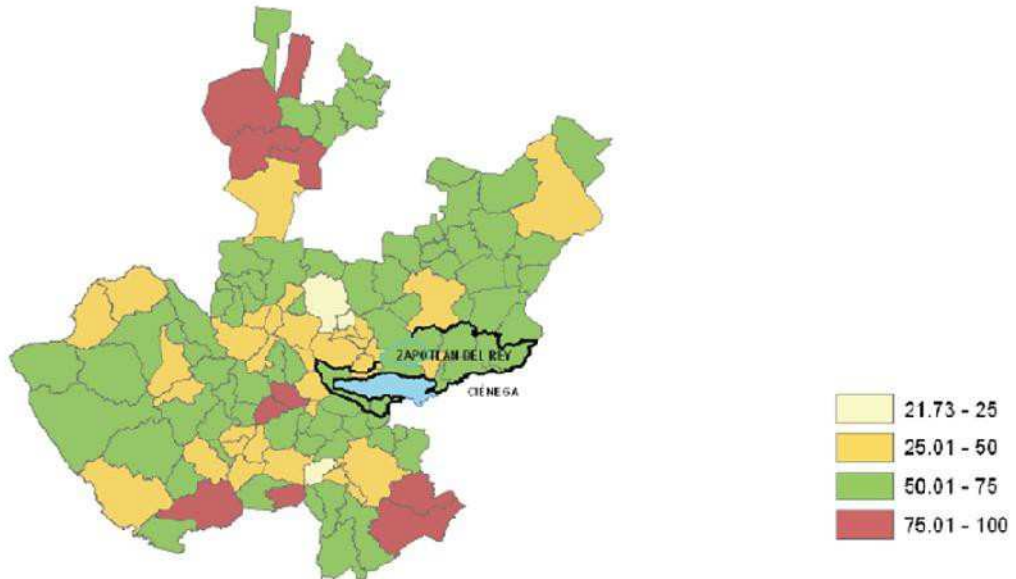 ZAPOTLAN DEL REY
CIÉNEGA
21.73 - 25
25.01 - 50
50.01 - 75
75.01 - 100